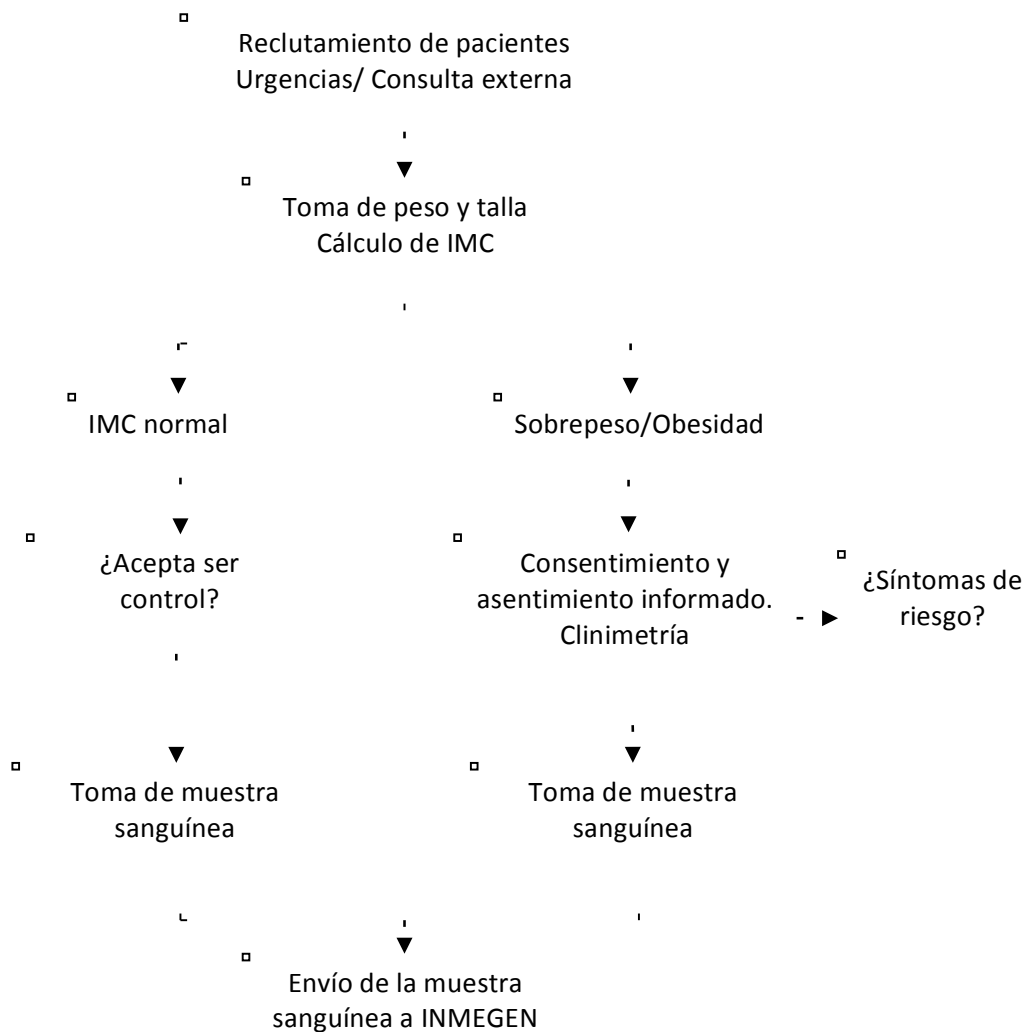 Reclutamiento de pacientes
Urgencias/ Consulta externa
Toma de peso y talla
Cálculo de IMC
IMC normal
Sobrepeso/Obesidad
¿Acepta ser
control?
Consentimiento y
asentimiento informado.
Clinimetría
¿Síntomas de
riesgo?
Toma de muestra
sanguínea
Toma de muestra
sanguínea
Envío de la muestra
sanguínea a INMEGEN